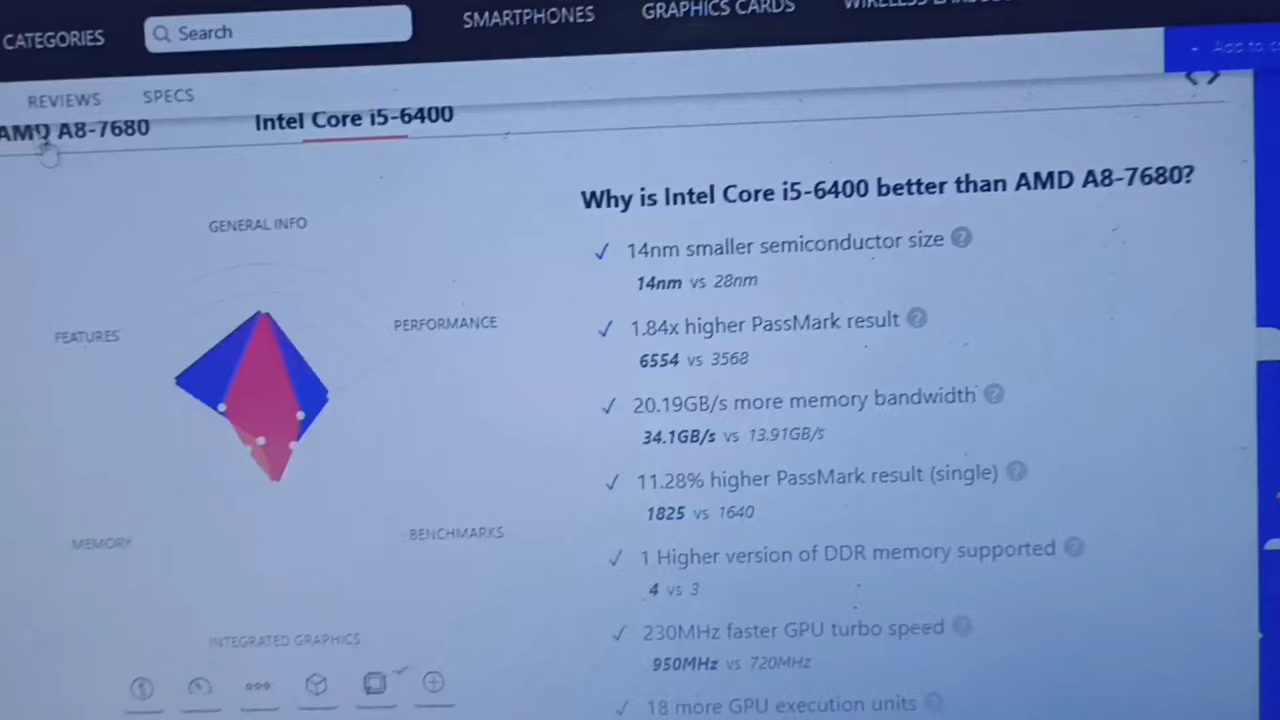 CATEGORIES
Search
SMARTPHONES
GRAPHICS CARDS
REVIEWS
SPECS
AMD A8-7680
Intel Core i5-6400
GENERAL INFO
FEATURES
PERFORMANCE
MEMORY
BENCHMARKS
INTEGRATED GRAPHICS
Why is Intel Core i5-6400 better than AMD A8-7680?
14nm smaller semiconductor size
14nm vs 28nm
1.84x higher PassMark result
6554 vs 3568
20.19GB/s more memory bandwidth
34.1GB/s vs 13.91GB/s
11.28% higher PassMark result (single)
1825 vs 1640
1 Higher version of DDR memory supported
4 vs 3
230MHz faster GPU turbo speed
950MHz vs 720MHz
18 more GPU execution units